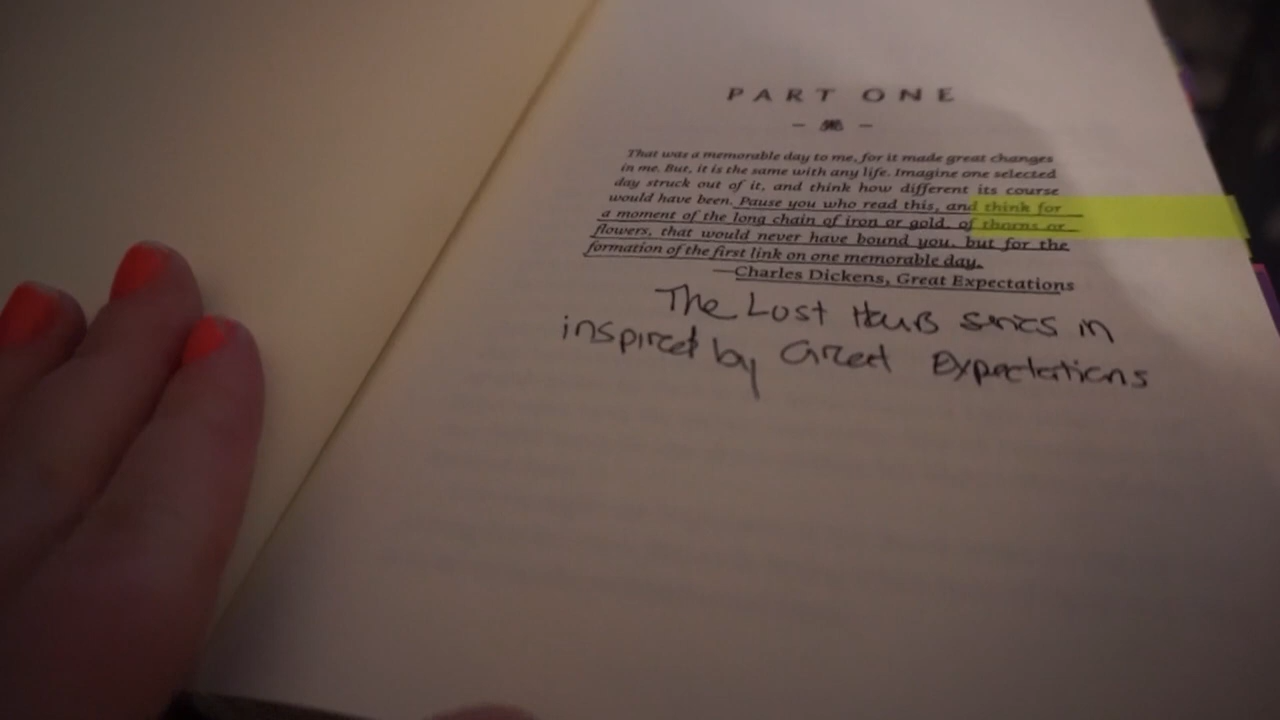 PART ONE
That was a memorable day to me, for it made great changes
in me. But, it is the same with any life. Imagine one selected
day struck out of it, and think how different its course
would have been. Pause you who read this, and think for
a moment of the long chain of iron or gold, of thorns or
flowers, that would never have bound you, but for the
formation of the first link on one memorable day.
—Charles Dickens, Great Expectations
The Last Hours series in
inspired by Great Expectations